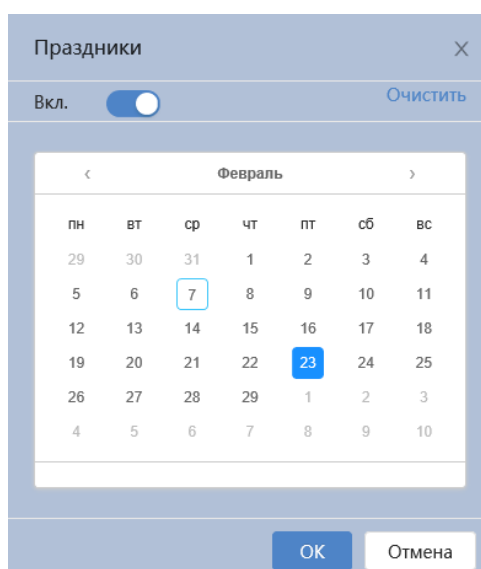 Праздники X
Вкл. Очистить
‹ Февраль ›
пн вт ср чт пт сб вс
29 30 31 1 2 3 4
5 6 7 8 9 10 11
12 13 14 15 16 17 18
19 20 21 22 23 24 25
26 27 28 29 1 2 3
4 5 6 7 8 9 10
OK Отмена